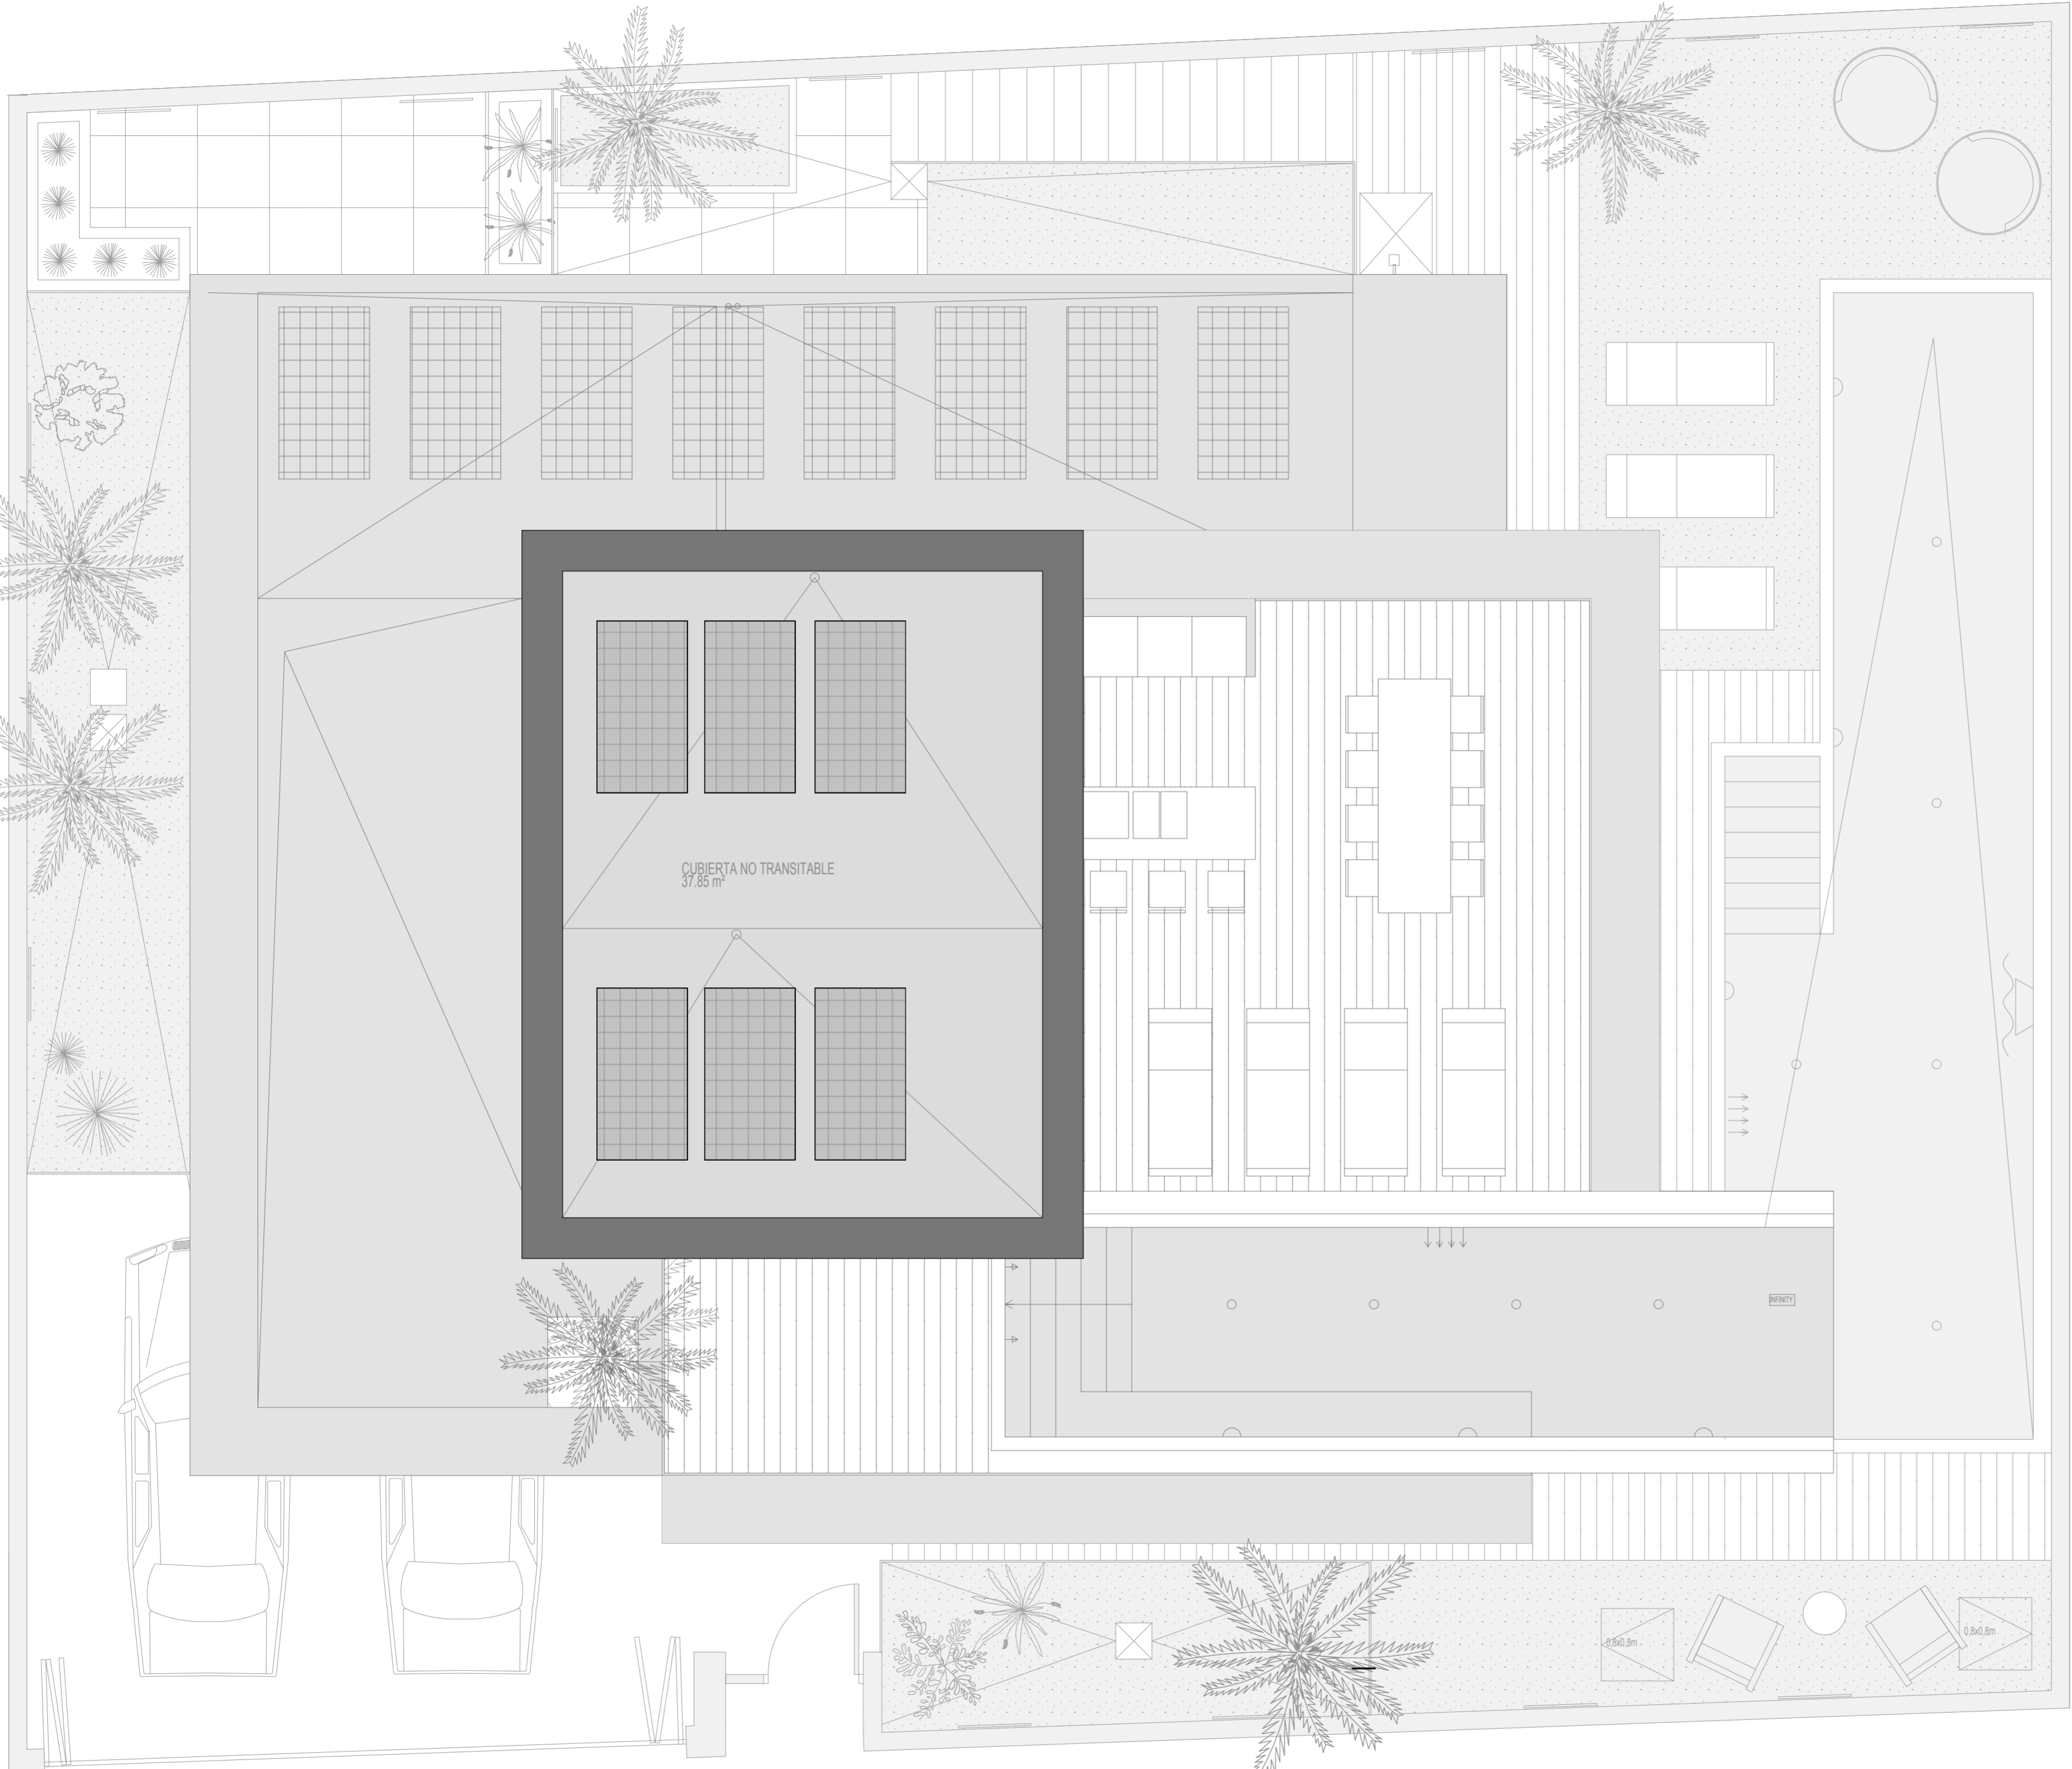 CUBIERTA NO TRANSITABLE
37.85 m²
INFINITY
0,8x0,8m
0,8x0,8m